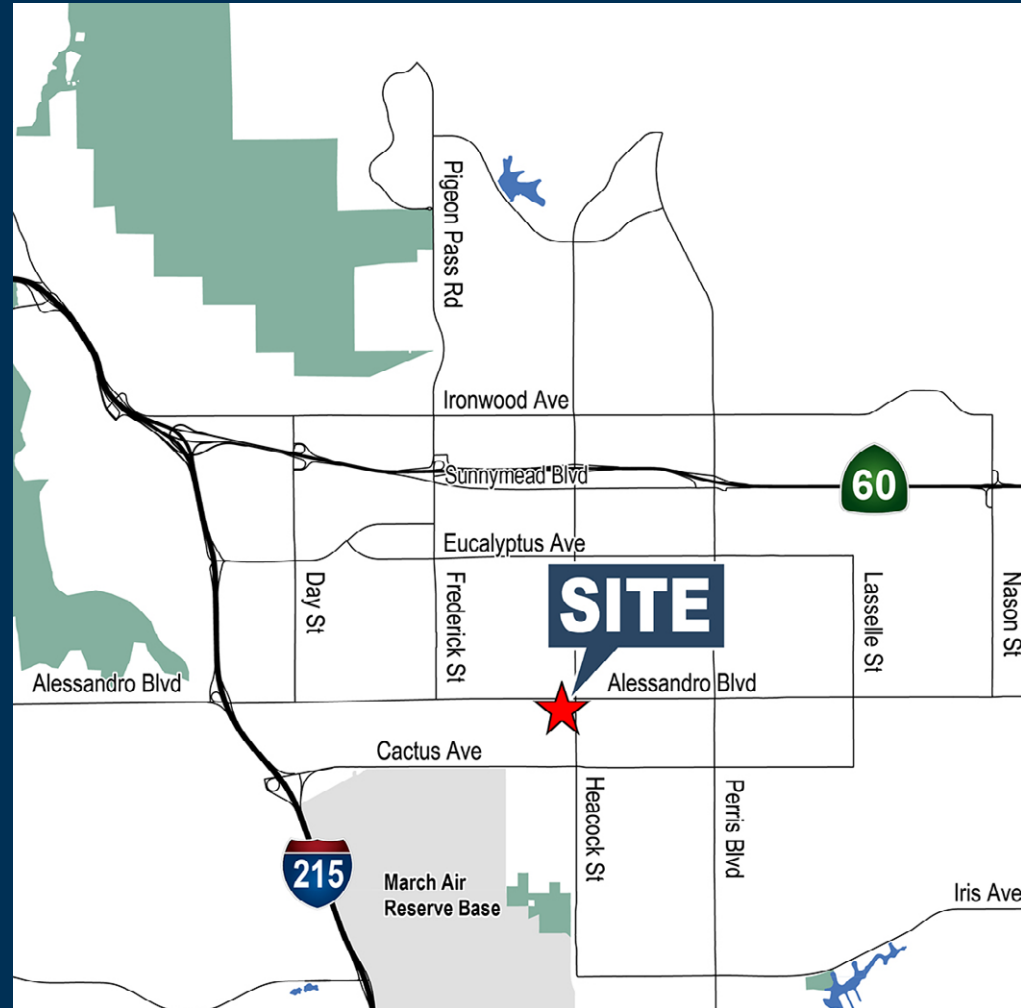 Pigeon Pass Rd
Ironwood Ave
Sunnymead Blvd
60
Eucalyptus Ave
SITE
Day St
Frederick St
Lasselle St
Nason St
Alessandro Blvd
Alessandro Blvd
Cactus Ave
Heacock St
Perris Blvd
215
March Air
Reserve Base
Iris Ave